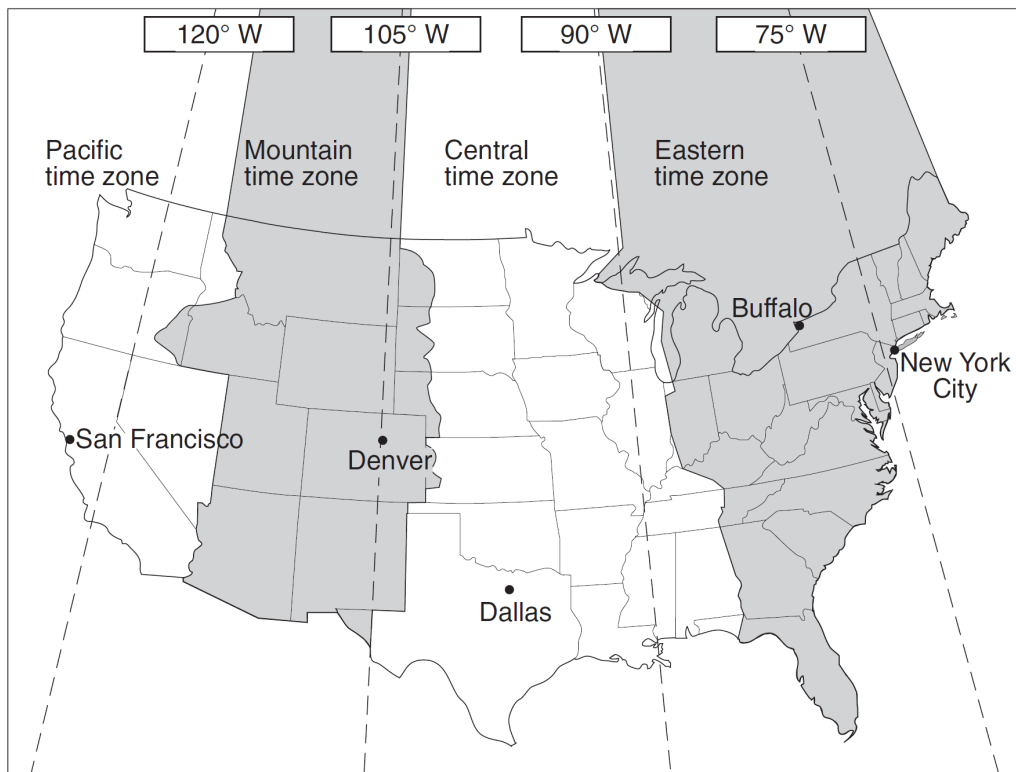 120° W
105° W
90° W
75° W
Pacific
time zone
Mountain
time zone
Central
time zone
Eastern
time zone
Buffalo
New York
City
San Francisco
Denver
Dallas